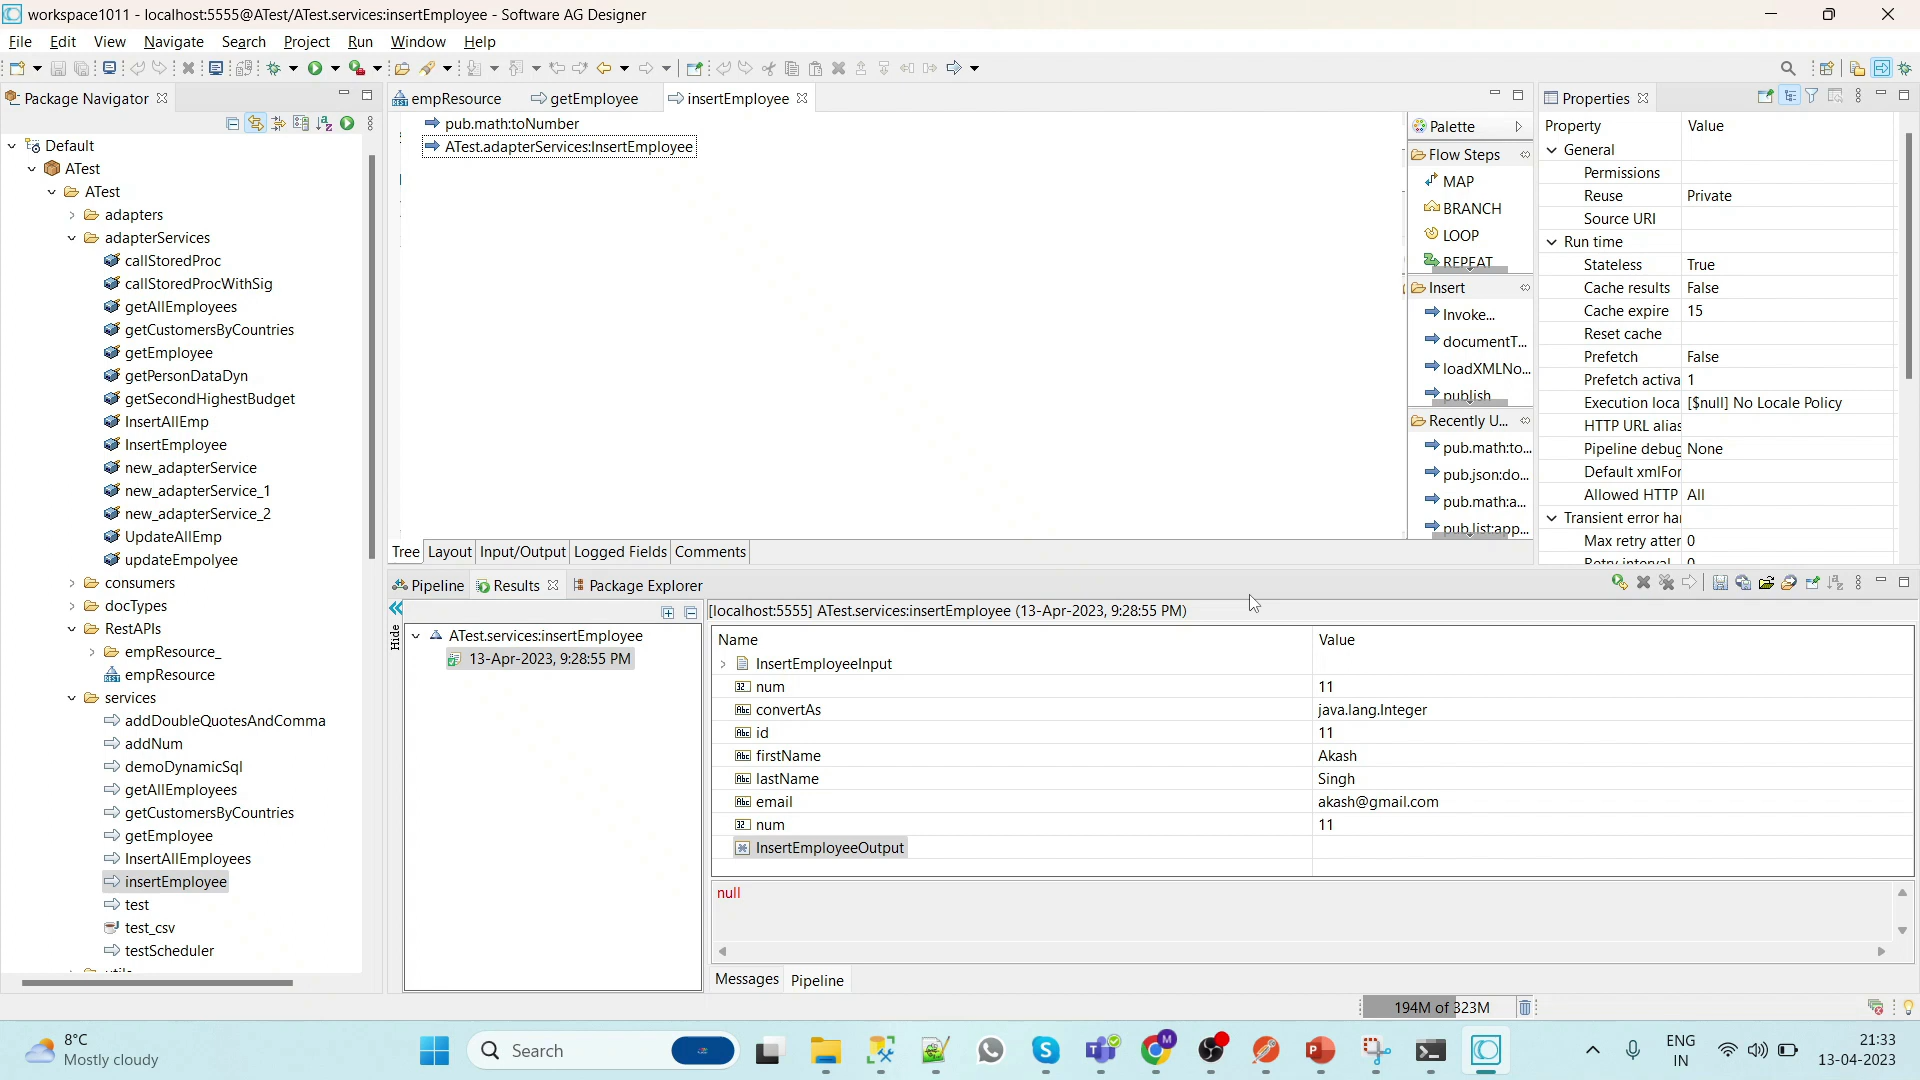 workspace1011 - localhost:5555@ATest/ATest.services:insertEmployee - Software AG Designer
File Edit View Navigate Search Project Run Window Help
Package Navigator
Default
ATest
ATest
adapters
adapterServices
callStoredProc
callStoredProcWithSig
getAllEmployees
getCustomersByCountries
getEmployee
getPersonDataDyn
getSecondHighestBudget
InsertAllEmp
InsertEmployee
new_adapterService
new_adapterService_1
new_adapterService_2
UpdateAllEmp
updateEmpolyee
consumers
docTypes
RestAPIs
empResource_
empResource
services
addDoubleQuotesAndComma
addNum
demoDynamicSql
getAllEmployees
getCustomersByCountries
getEmployee
InsertAllEmployees
insertEmployee
test
test_csv
testScheduler
empResource getEmployee insertEmployee
pub.math:toNumber
ATest.adapterServices:InsertEmployee
Tree Layout Input/Output Logged Fields Comments
Palette
Flow Steps
MAP
BRANCH
LOOP
REPEAT
Insert
Invoke...
documentT...
loadXMLNo...
publish
Recently U...
pub.math:to...
pub.json:do...
pub.math:a...
pub.list:app...
Properties
Property Value
General
Permissions
Reuse Private
Source URI
Run time
Stateless True
Cache results False
Cache expire 15
Reset cache
Prefetch False
Prefetch activa 1
Execution loca [$null] No Locale Policy
HTTP URL alias
Pipeline debug None
Default xmlFor
Allowed HTTP All
Transient error har
Max retry atter 0
Retry interval 0
Pipeline Results Package Explorer
Hide
ATest.services:insertEmployee
13-Apr-2023, 9:28:55 PM
[localhost:5555] ATest.services:insertEmployee (13-Apr-2023, 9:28:55 PM)
Name Value
InsertEmployeeInput
num 11
convertAs java.lang.Integer
id 11
firstName Akash
lastName Singh
email akash@gmail.com
num 11
InsertEmployeeOutput
null
Messages Pipeline
194M of 323M
8°C
Mostly cloudy
Search
ENG
IN
21:33
13-04-2023